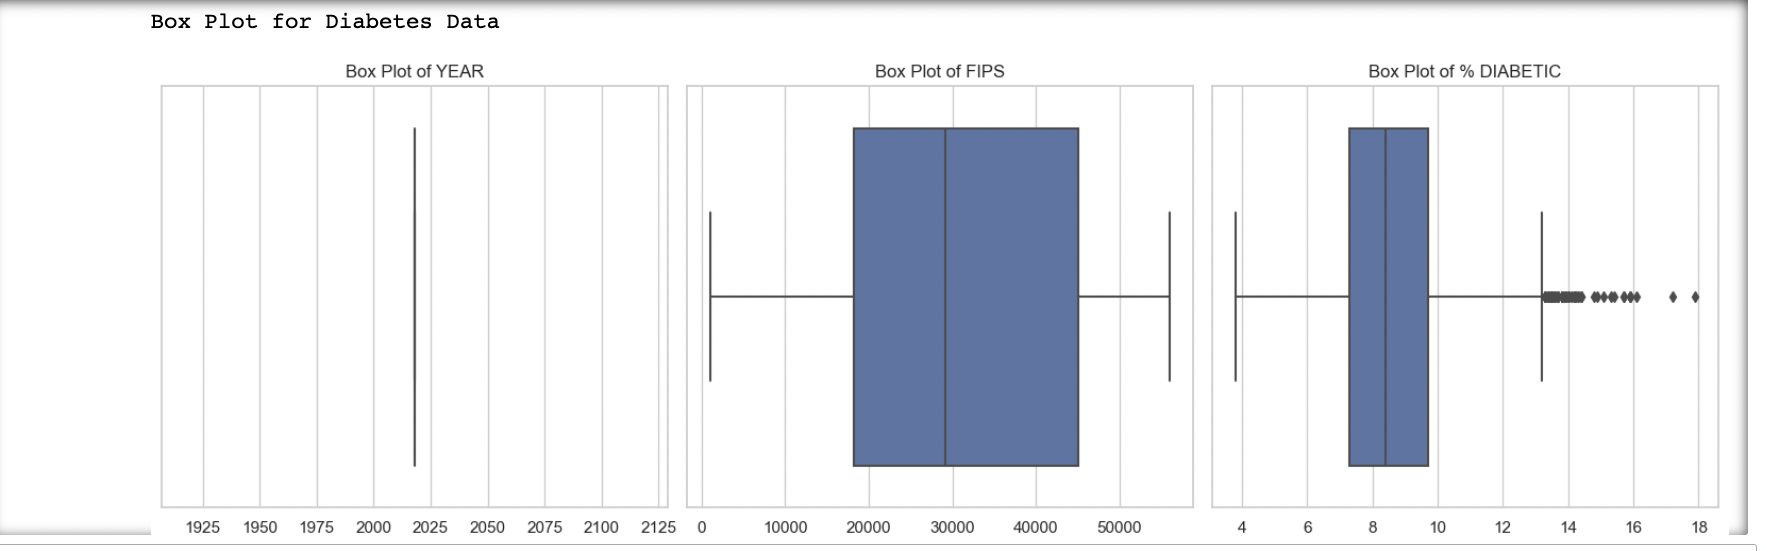 Box Plot for Diabetes Data
Box Plot of YEAR
1925 1950 1975 2000 2025 2050 2075 2100 2125
Box Plot of FIPS
0 10000 20000 30000 40000 50000
Box Plot of % DIABETIC
4 6 8 10 12 14 16 18